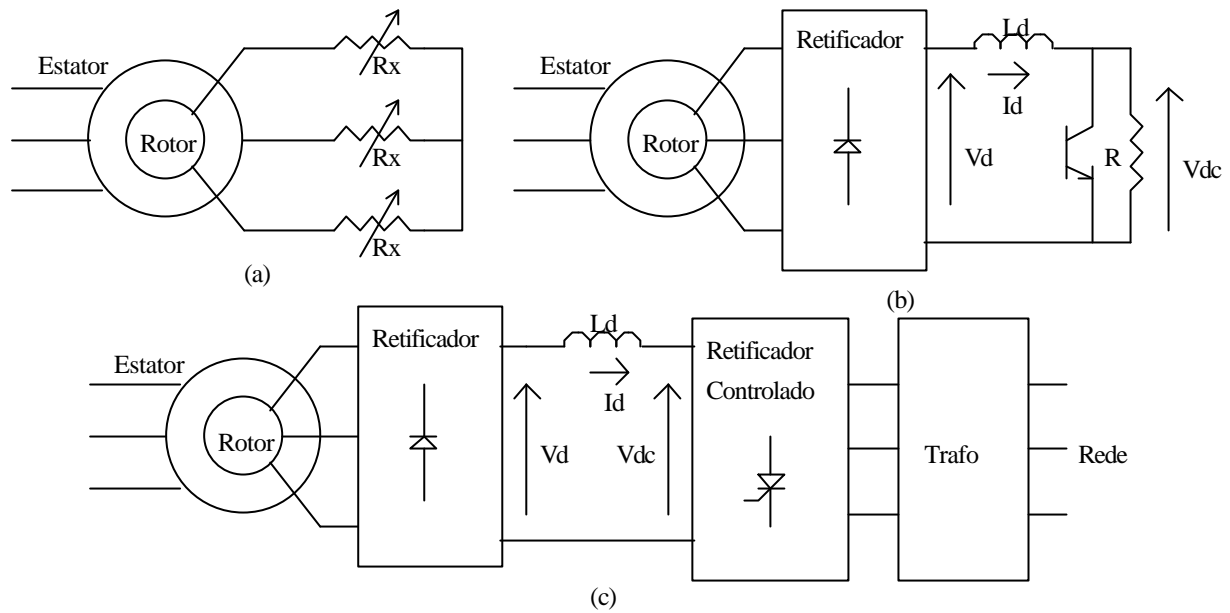 Estator
Rotor
Rx
Rx
Rx
(a)
Estator
Rotor
Retificador
Ld
Id
Vd
R
Vdc
(b)
Estator
Rotor
Retificador
Ld
Id
Vd
Vdc
Retificador
Controlado
Trafo
Rede
(c)